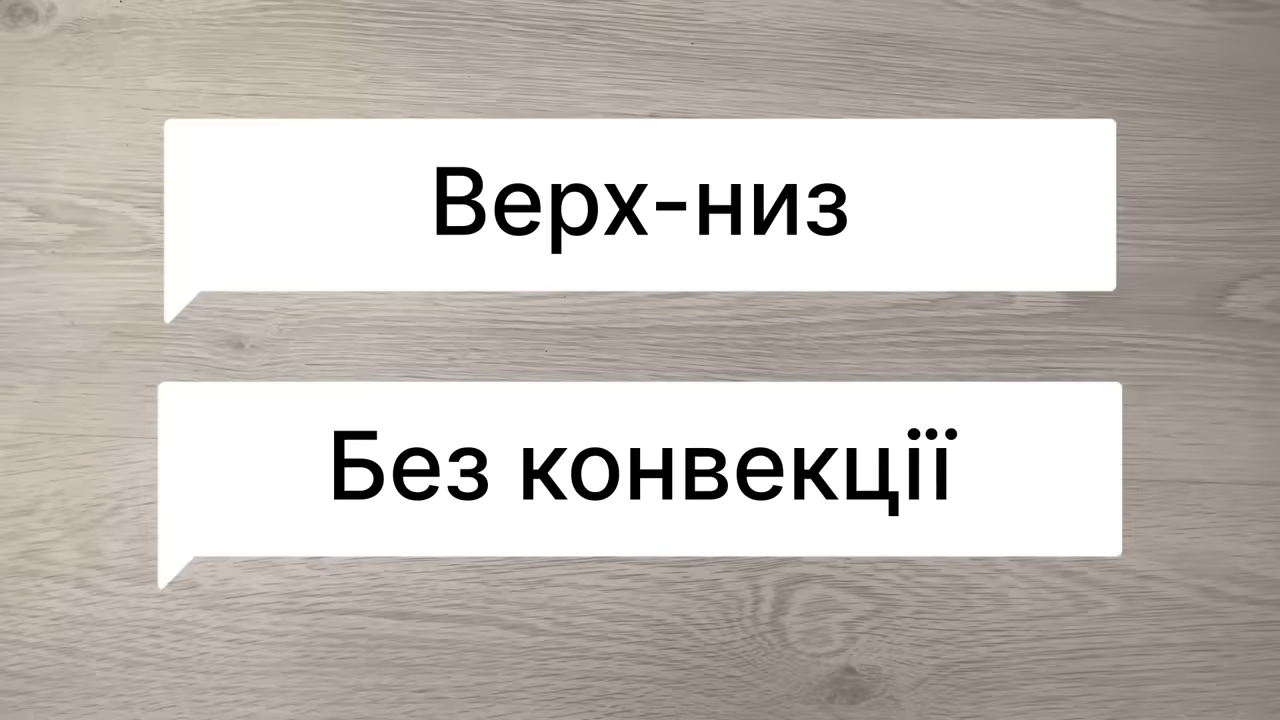 Верх-низ
Без конвекції